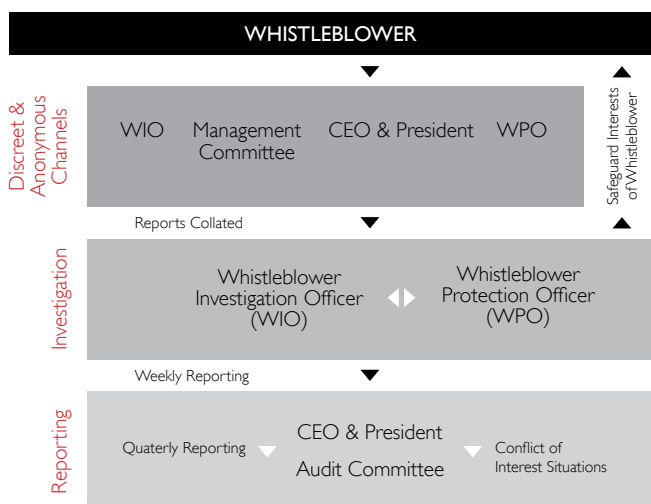 WHISTLEBLOWER
Discreet &
Anonymous
Channels
WIO
Management
Committee
CEO & President
WPO
Safeguard Interests
of Whistleblower
Reports Collated
Investigation
Whistleblower
Investigation Officer
(WIO)
Whistleblower
Protection Officer
(WPO)
Weekly Reporting
Reporting
Quaterly Reporting
CEO & President
Audit Committee
Conflict of
Interest Situations